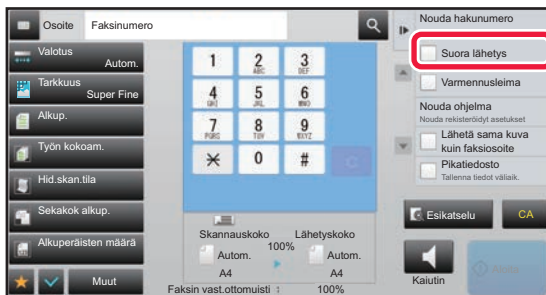 Osoite
Faksinumero
Valotus
Autom.
Tarkkuus
Super Fine
Alkup.
Työn kokoam.
Hid.skan.tila
Sekakok alkup.
Alkuperäisten määrä
Muut
1
2
ABC
3
DEF
4
GHI
5
JKL
6
MNO
7
PQRS
8
TUV
9
WXYZ
0
#
C
Skannauskoko
100%
Lähetyskoko
Autom.
A4
Autom.
A4
Faksin vast.ottomuisti :
100%
Nouda hakunumero
Suora lähetys
Varmennusleima
Nouda ohjelma
Nouda rekisteröidyt asetukset
Lähetä sama kuva
kuin faksiosoite
Pikatiedosto
Tallenna tiedot väliaik.
Esikatselu
CA
Kaiutin